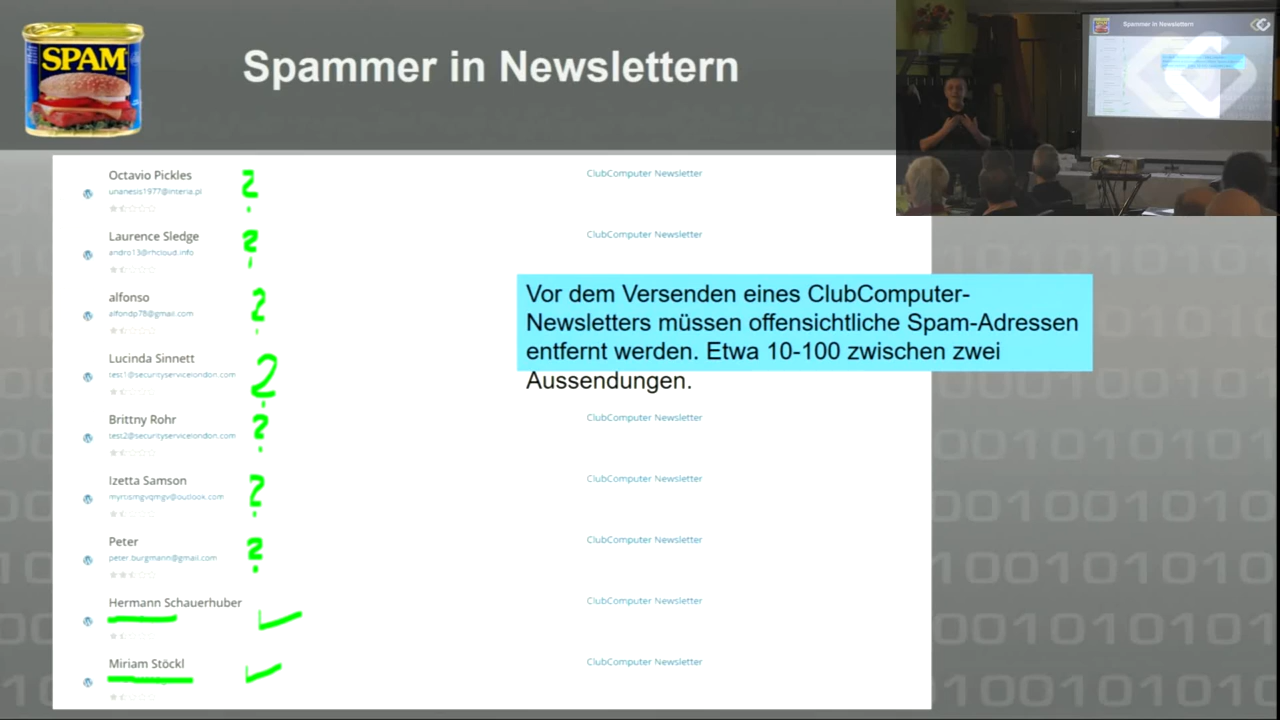 SPAM
Spammer in Newslettern
Spammer in Newslettern
Octavio Pickles
unanesis1977@interia.pl
?
ClubComputer Newsletter
Laurence Sledge
andro13@rhcloud.info
?
ClubComputer Newsletter
alfonso
alfondp78@gmail.com
?
Vor dem Versenden eines ClubComputer-
Newsletters müssen offensichtliche Spam-Adressen
entfernt werden. Etwa 10-100 zwischen zwei
Aussendungen.
Lucinda Sinnett
test1@securityservicelondon.com
?
Brittny Rohr
test2@securityservicelondon.com
?
ClubComputer Newsletter
Izetta Samson
myrtismgvqmgv@outlook.com
?
ClubComputer Newsletter
Peter
peter.burgmann@gmail.com
?
ClubComputer Newsletter
Hermann Schauerhuber
ClubComputer Newsletter
Miriam Stöckl
ClubComputer Newsletter